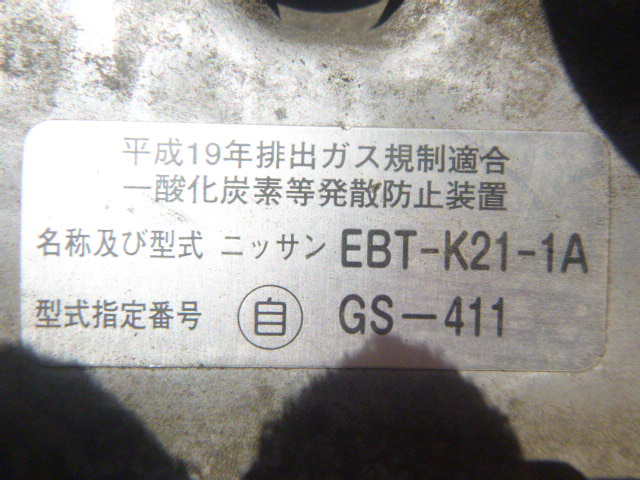 平成19年排出ガス規制適合
一酸化炭素等発散防止装置
名称及び型式 ニッサン EBT-K21-1A
型式指定番号 自 GS-411